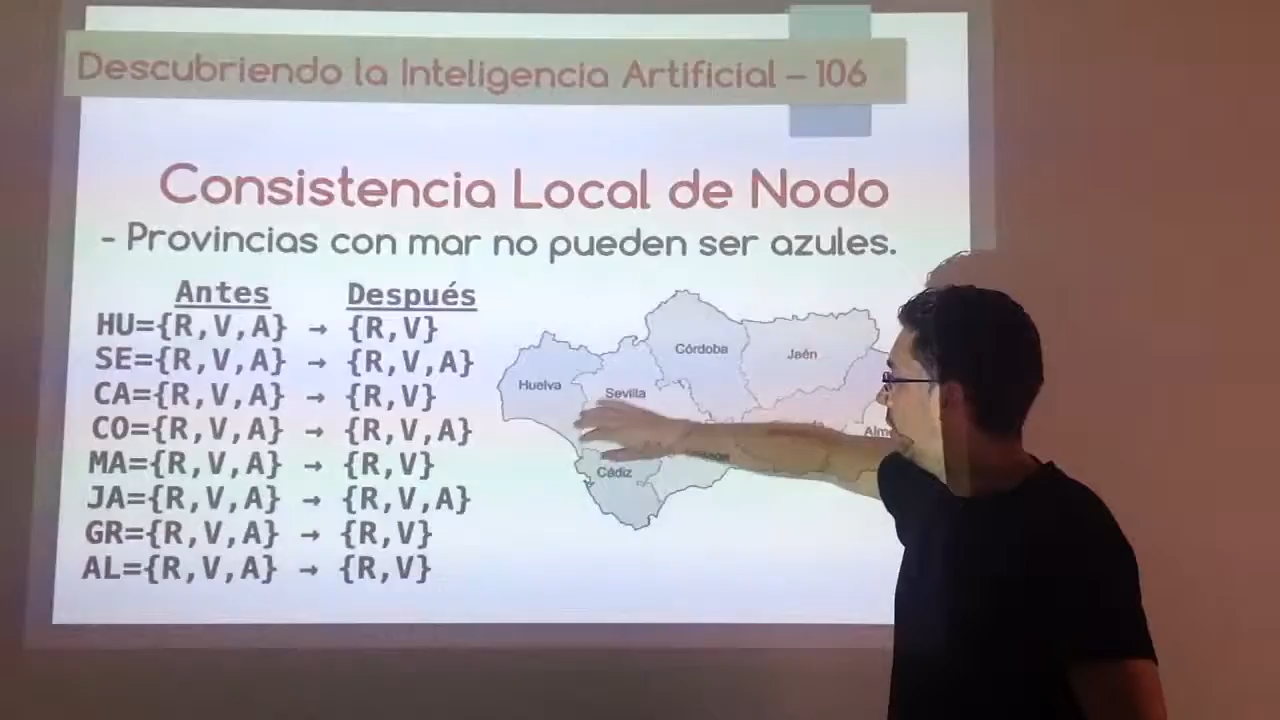 Descubriendo la Inteligencia Artificial – 106
Consistencia Local de Nodo
- Provincias con mar no pueden ser azules.
Antes Después
HU={R,V,A} → {R,V}
SE={R,V,A} → {R,V,A}
CA={R,V,A} → {R,V}
CO={R,V,A} → {R,V,A}
MA={R,V,A} → {R,V}
JA={R,V,A} → {R,V,A}
GR={R,V,A} → {R,V}
AL={R,V,A} → {R,V}
Córdoba
Jaén
Huelva
Sevilla
Cádiz